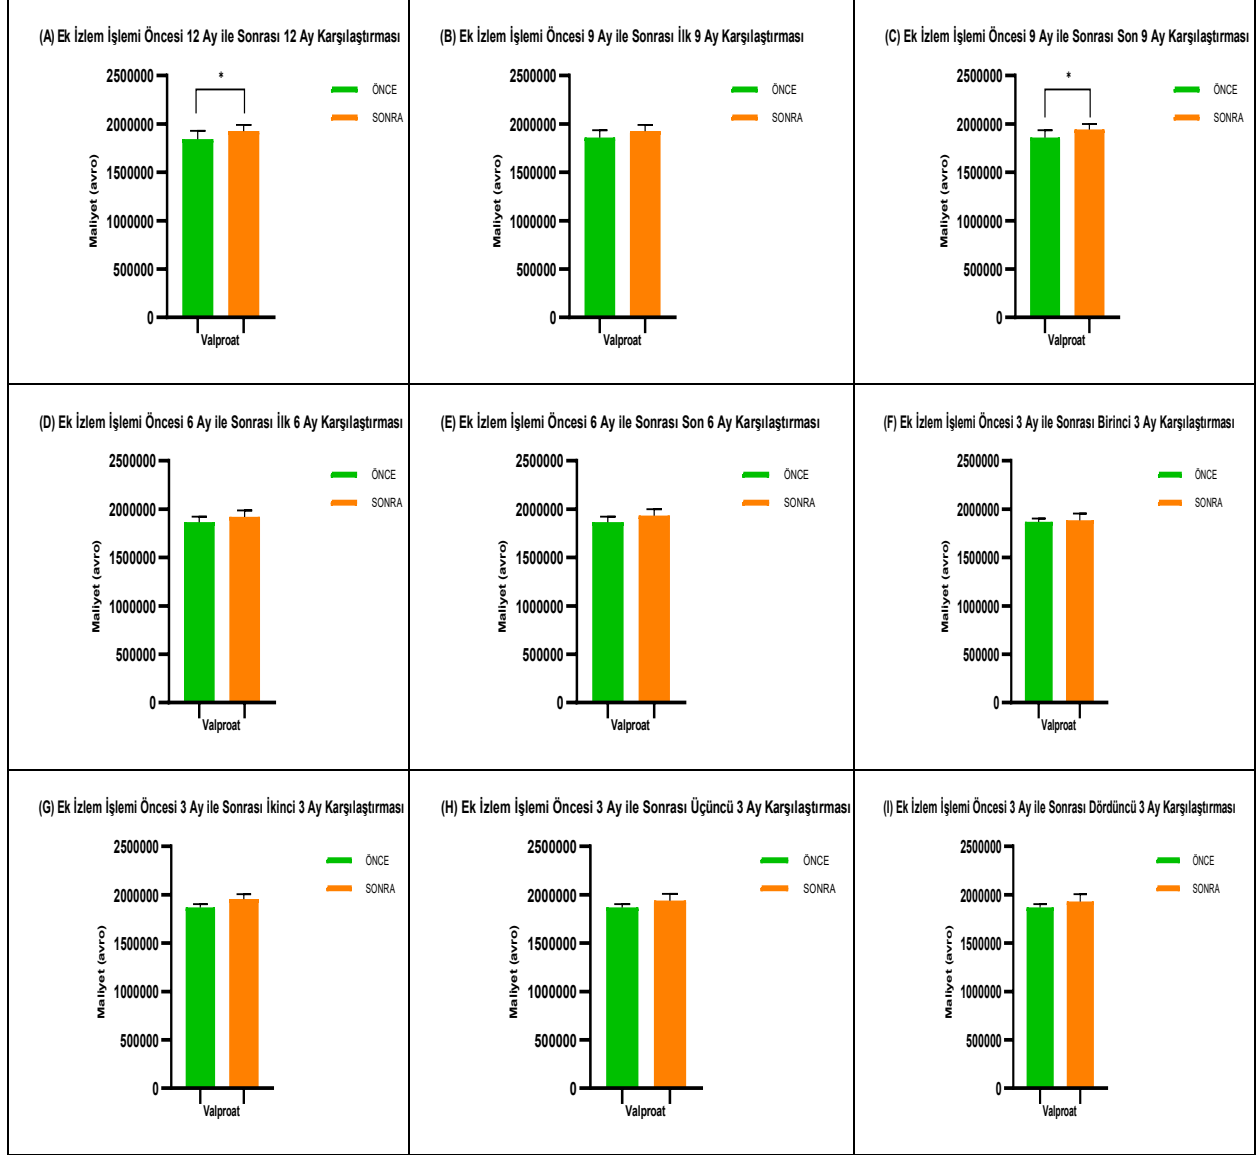 (A) Ek İzlem İşlemi Öncesi 12 Ay ile Sonrası 12 Ay Karşılaştırması
2500000
2000000
1500000
1000000
500000
0
Maliyet (avro)
*
Valproat
ÖNCE
SONRA
(B) Ek İzlem İşlemi Öncesi 9 Ay ile Sonrası İlk 9 Ay Karşılaştırması
2500000
2000000
1500000
1000000
500000
0
Maliyet (avro)
Valproat
ÖNCE
SONRA
(C) Ek İzlem İşlemi Öncesi 9 Ay ile Sonrası Son 9 Ay Karşılaştırması
2500000
2000000
1500000
1000000
500000
0
Maliyet (avro)
*
Valproat
ÖNCE
SONRA
(D) Ek İzlem İşlemi Öncesi 6 Ay ile Sonrası İlk 6 Ay Karşılaştırması
2500000
2000000
1500000
1000000
500000
0
Maliyet (avro)
Valproat
ÖNCE
SONRA
(E) Ek İzlem İşlemi Öncesi 6 Ay ile Sonrası Son 6 Ay Karşılaştırması
2500000
2000000
1500000
1000000
500000
0
Maliyet (avro)
Valproat
ÖNCE
SONRA
(F) Ek İzlem İşlemi Öncesi 3 Ay ile Sonrası Birinci 3 Ay Karşılaştırması
2500000
2000000
1500000
1000000
500000
0
Maliyet (avro)
Valproat
ÖNCE
SONRA
(G) Ek İzlem İşlemi Öncesi 3 Ay ile Sonrası İkinci 3 Ay Karşılaştırması
2500000
2000000
1500000
1000000
500000
0
Maliyet (avro)
Valproat
ÖNCE
SONRA
(H) Ek İzlem İşlemi Öncesi 3 Ay ile Sonrası Üçüncü 3 Ay Karşılaştırması
2500000
2000000
1500000
1000000
500000
0
Maliyet (avro)
Valproat
ÖNCE
SONRA
(I) Ek İzlem İşlemi Öncesi 3 Ay ile Sonrası Dördüncü 3 Ay Karşılaştırması
2500000
2000000
1500000
1000000
500000
0
Maliyet (avro)
Valproat
ÖNCE
SONRA